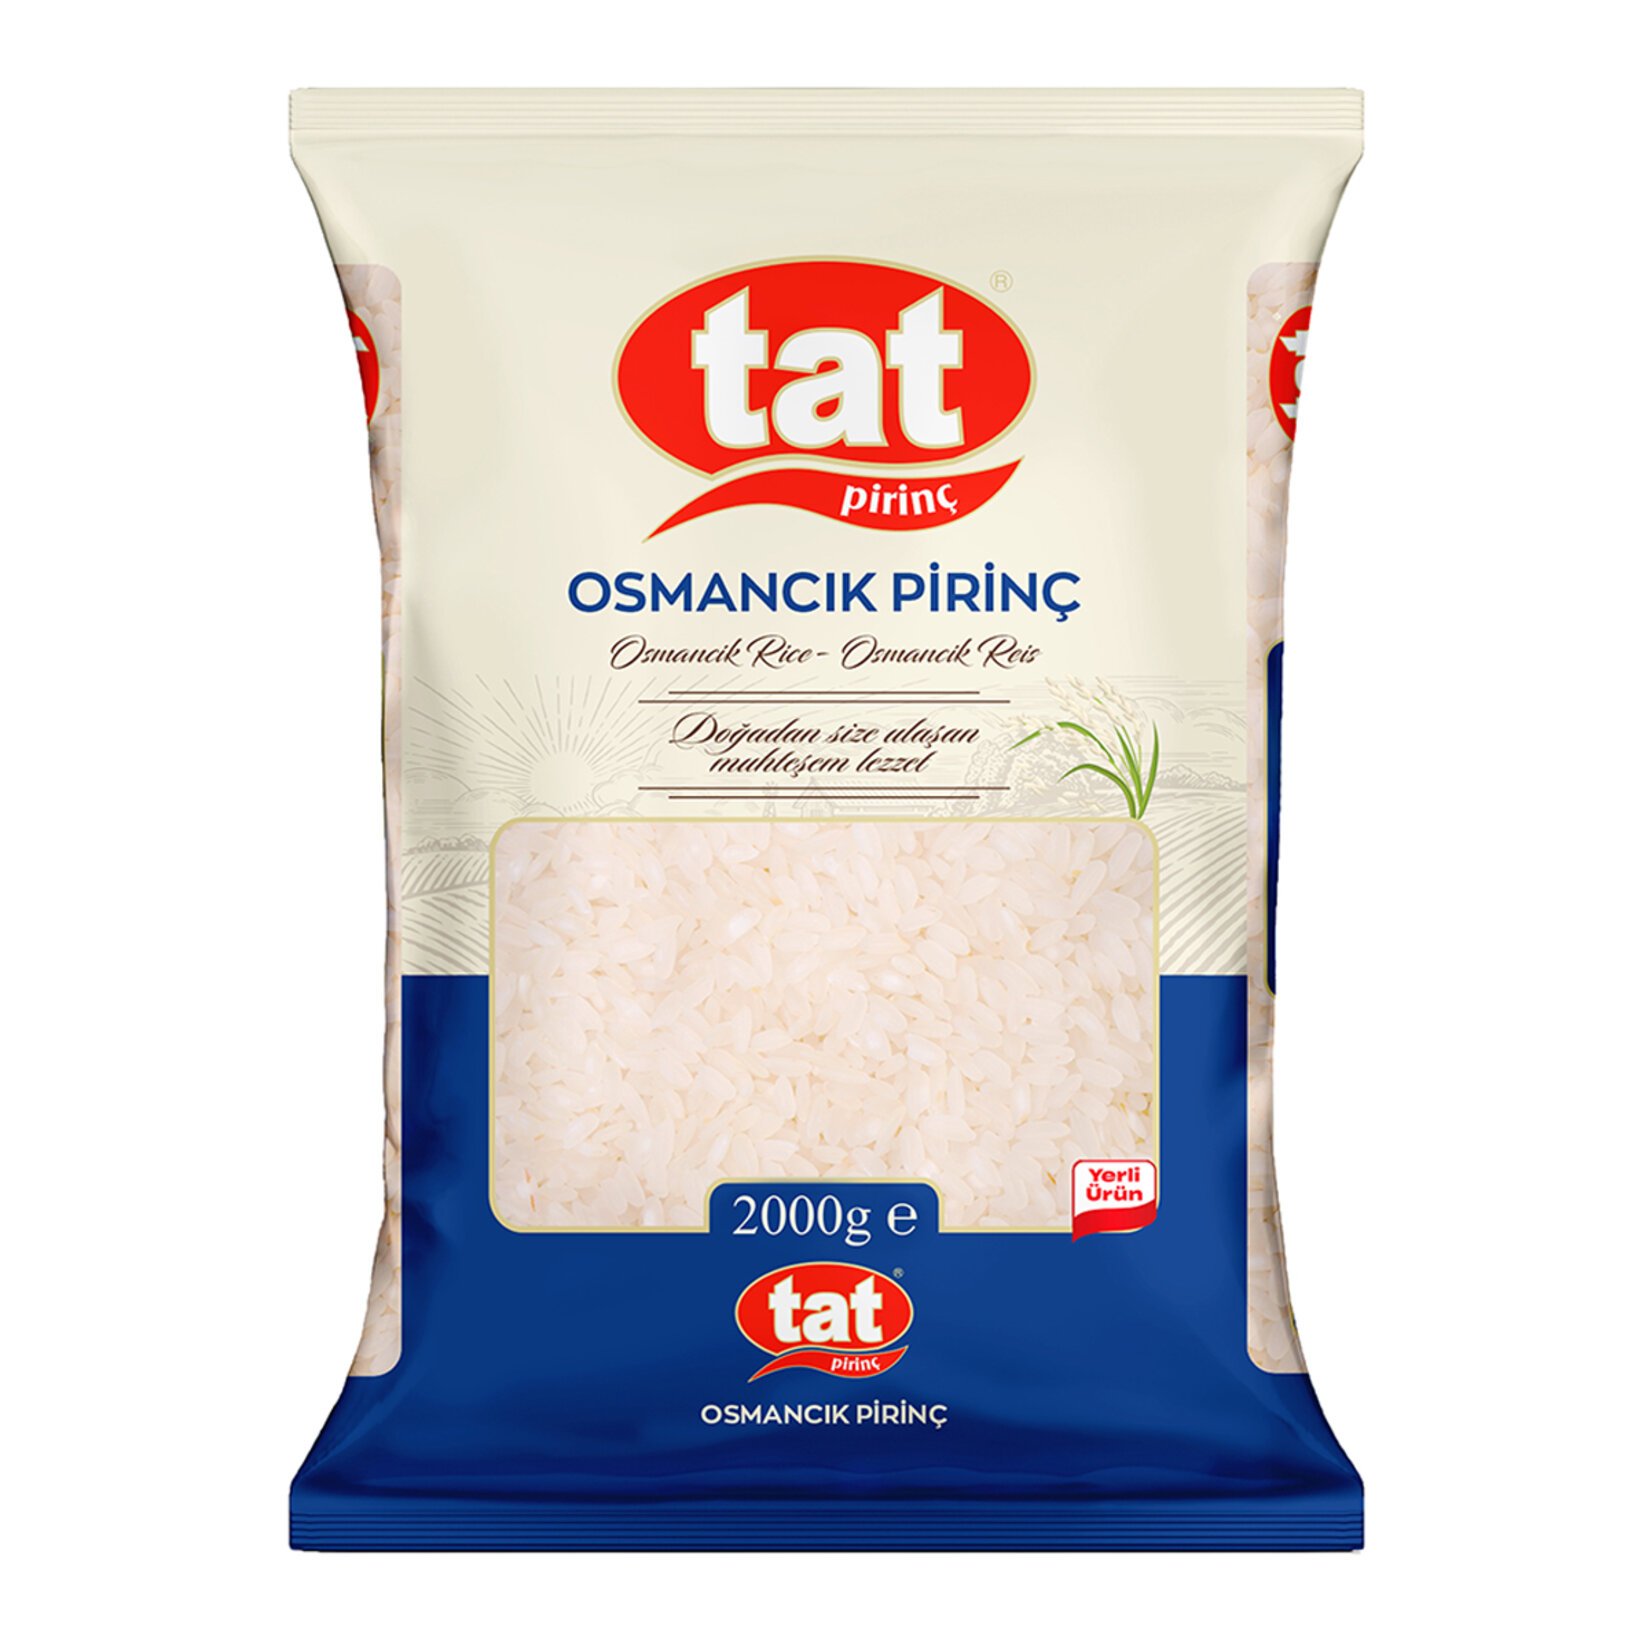 tat ®
pirinç
OSMANCIK PİRİNÇ
Osmancik Rice - Osmancik Reis
Doğadan size ulaşan
muhteşem lezzet
Yerli
Ürün
2000g e
tat ®
pirinç
OSMANCIK PİRİNÇ